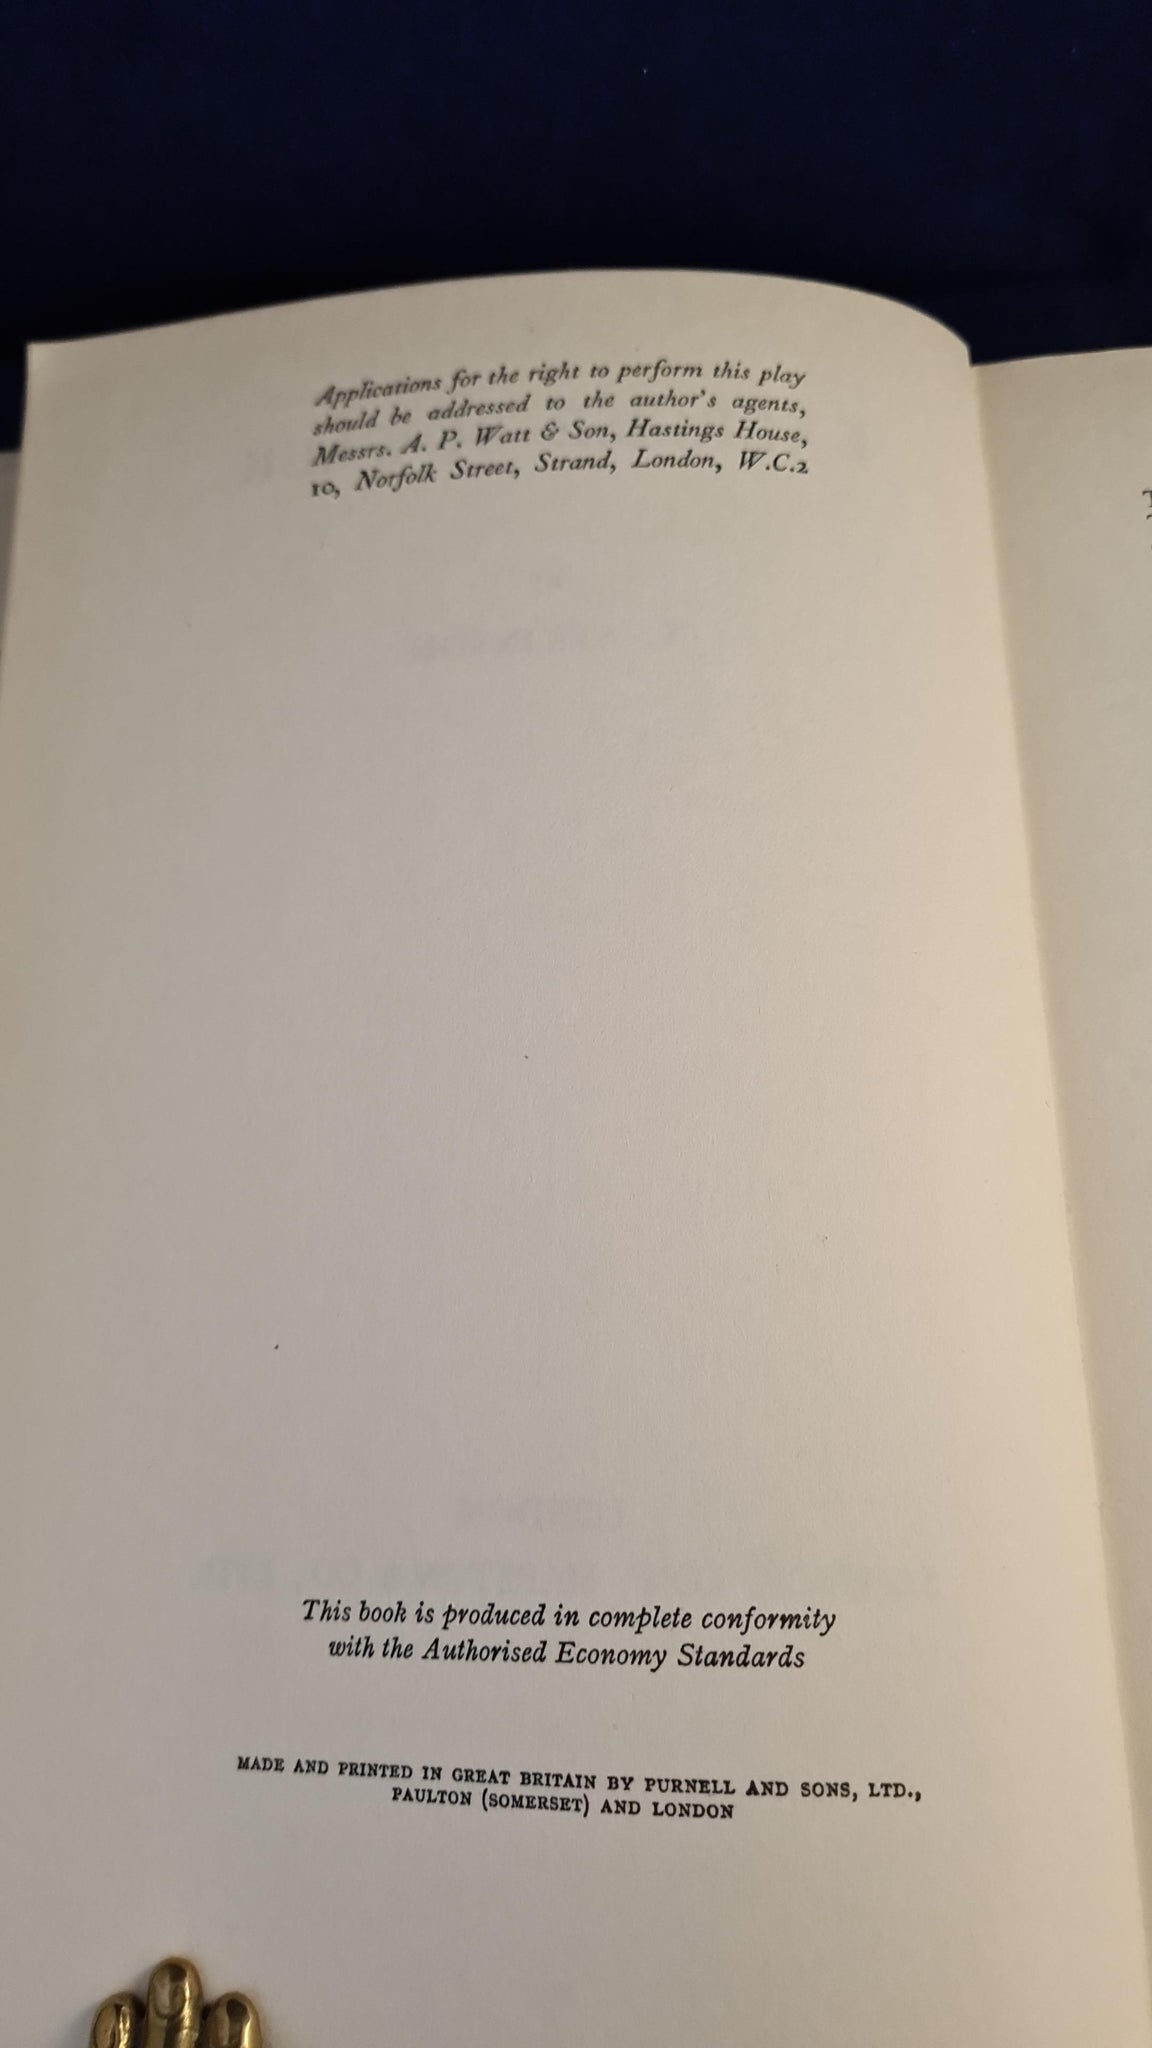 Applications for the right to perform this play
should be addressed to the author's agents,
Messrs. A. P. Watt & Son, Hastings House,
10, Norfolk Street, Strand, London, W.C.2
This book is produced in complete conformity
with the Authorised Economy Standards
MADE AND PRINTED IN GREAT BRITAIN BY PURNELL AND SONS, LTD.,
PAULTON (SOMERSET) AND LONDON